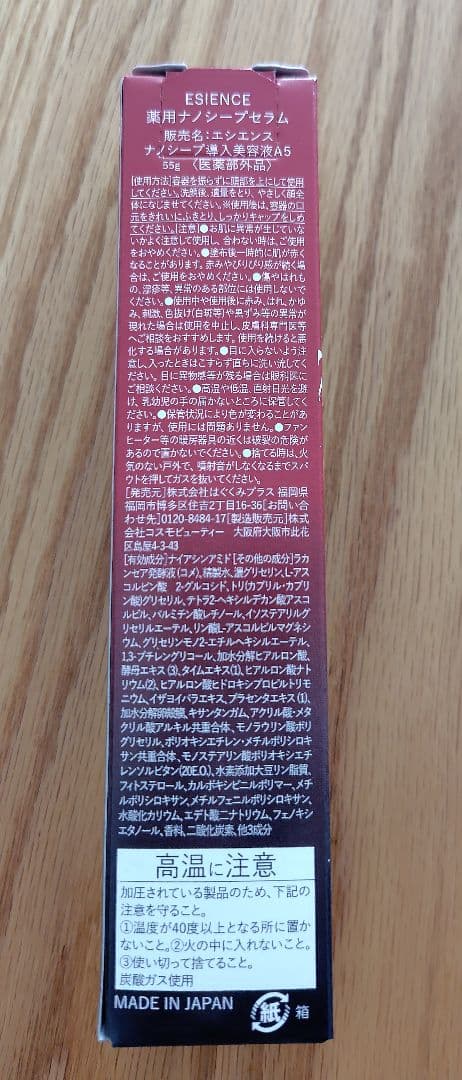 ESIENCE
薬用ナノシープセラム
販売名:エシエンス
ナノシープ導入美容液A5
55g 〈医薬部外品〉
[使用方法]容器を振らずに頭部を上にして使用
してください。洗顔後、適量をとり、やさしく顔全
体になじませてください。※使用後は、容器の口
元をきれいにふきとり、しっかりキャップをしめ
てください。[注意]●お肌に異常が生じていな
いかよく注意して使用し、合わない時は、ご使用
をおやめください。●塗布後一時的に肌が赤く
なることがあります。赤みやぴりぴり感が続く場
合は、ご使用をおやめください。●傷やはれも
の、湿疹等、異常のある部位には使用しないで
ください。●使用中や使用後に赤み、はれ、かゆ
み、刺激、色抜け(白斑等)や黒ずみ等の異常が
現れた場合は使用を中止し、皮膚科専門医等
へご相談をおすすめします。使用を続けると悪
化する場合があります。●目に入らないよう注
意し、入ったときはこすらず直ちに洗い流してく
ださい。目に異物感等が残る場合は眼科医にご
相談ください。●高温や低温、直射日光を避
け、乳幼児の手の届かないところに保管してく
ださい。●保管状況により色が変わることがあ
りますが、使用には問題ありません。●ファン
ヒーター等の暖房器具の近くは破裂の危険が
あるので置かないでください。●捨てる時は、火
気のない戸外で、噴射音がしなくなるまでスパ
ウトを押してガスを抜いてください。
[発売元]株式会社はぐくみプラス 福岡県
福岡市博多区住吉2丁目16-36[お問い合
わせ先]0120-8484-17[製造販売元]株式
会社コスモビューティー 大阪府大阪市此花
区島屋4-3-43
[有効成分]ナイアシンアミド[その他の成分]ラカ
ンセア発酵液(コメ)、精製水、濃グリセリン、L-アス
コルビン酸 2-グルコシド、トリ(カプリル・カプリ
ン酸)グリセリル、テトラ2-ヘキシルデカン酸アスコ
ルビル、パルミチン酸レチノール、イソステアリルグ
リセリルエーテル、リン酸L-アスコルビルマグネシ
ウム、グリセリンモノ2-エチルヘキシルエーテル、
1,3-ブチレングリコール、加水分解ヒアルロン酸、
酵母エキス(3)、タイムエキス(1)、ヒアルロン酸ナト
リウム(2)、ヒアルロン酸ヒドロキシプロピルトリモ
ニウム、イザヨイバラエキス、プラセンタエキス(1)、
加水分解卵殻膜、キサンタンガム、アクリル酸・メタ
クリル酸アルキル共重合体、モノラウリン酸ポリ
グリセリル、ポリオキシエチレン・メチルポリシロキ
サン共重合体、モノステアリン酸ポリオキシエチ
レンソルビタン(20E.O.)、水素添加大豆リン脂質、
フィトステロール、カルボキシビニルポリマー、メチ
ルポリシロキサン、メチルフェニルポリシロキサン、
水酸化カリウム、エデト酸二ナトリウム、フェノキシ
エタノール、香料、二酸化炭素、他3成分
高温に注意
加圧されている製品のため、下記の
注意を守ること。
①温度が40度以上となる所に置か
ないこと。②火の中に入れないこと。
③使い切って捨てること。
炭酸ガス使用
MADE IN JAPAN
紙 箱